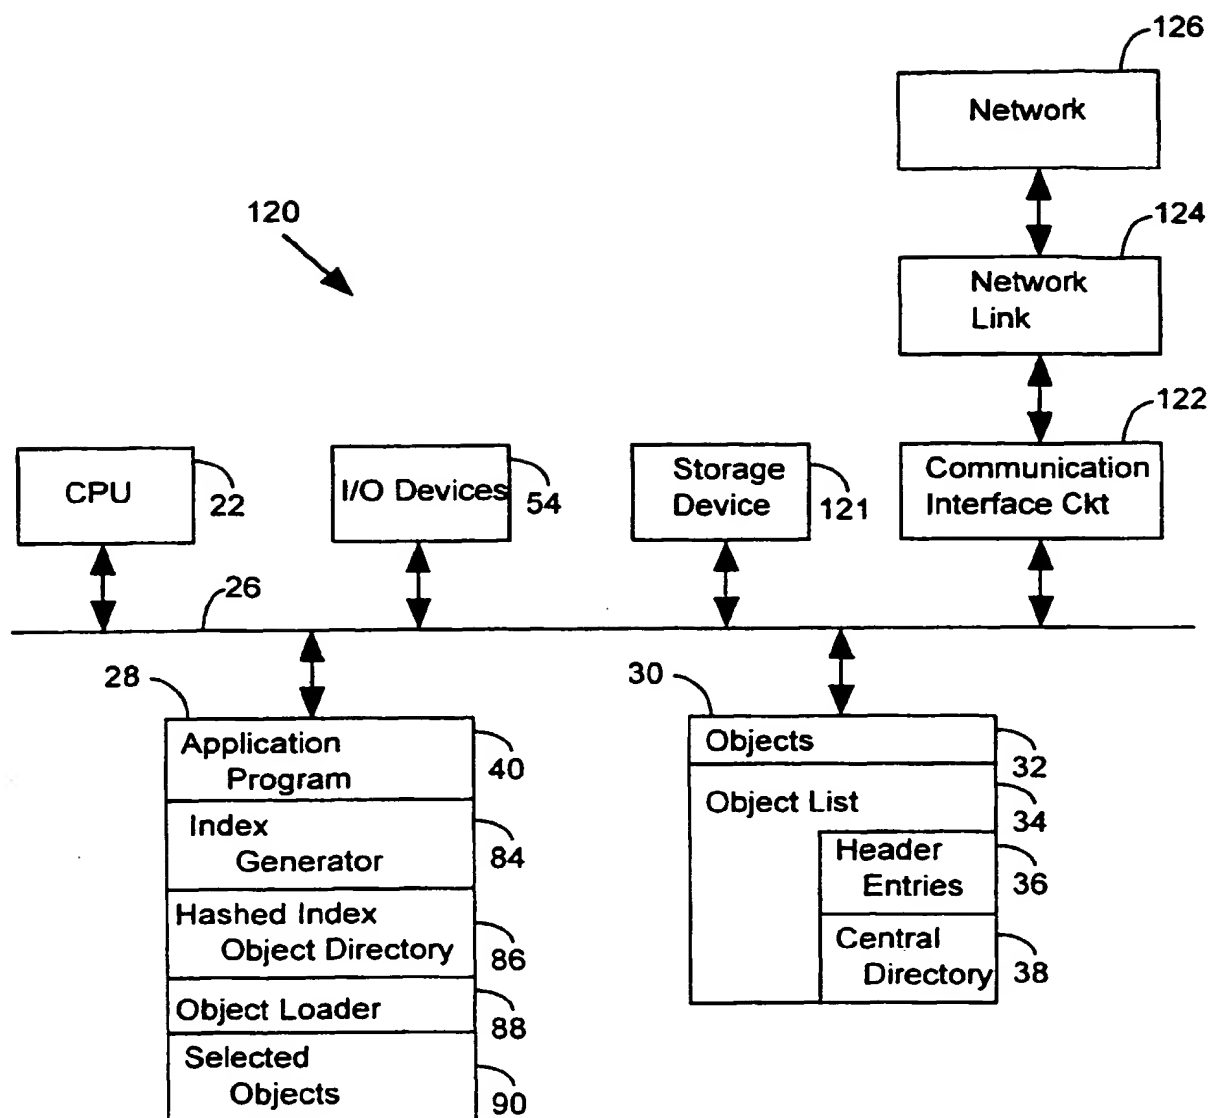 126
Network
120
124
Network
Link
122
CPU
22
I/O Devices
54
Storage
Device
121
Communication
Interface Ckt
26
28
Application
Program
40
Index
Generator
84
Hashed Index
Object Directory
86
Object Loader
88
Selected
Objects
90
30
Objects
32
Object List
34
Header
Entries
36
Central
Directory
38